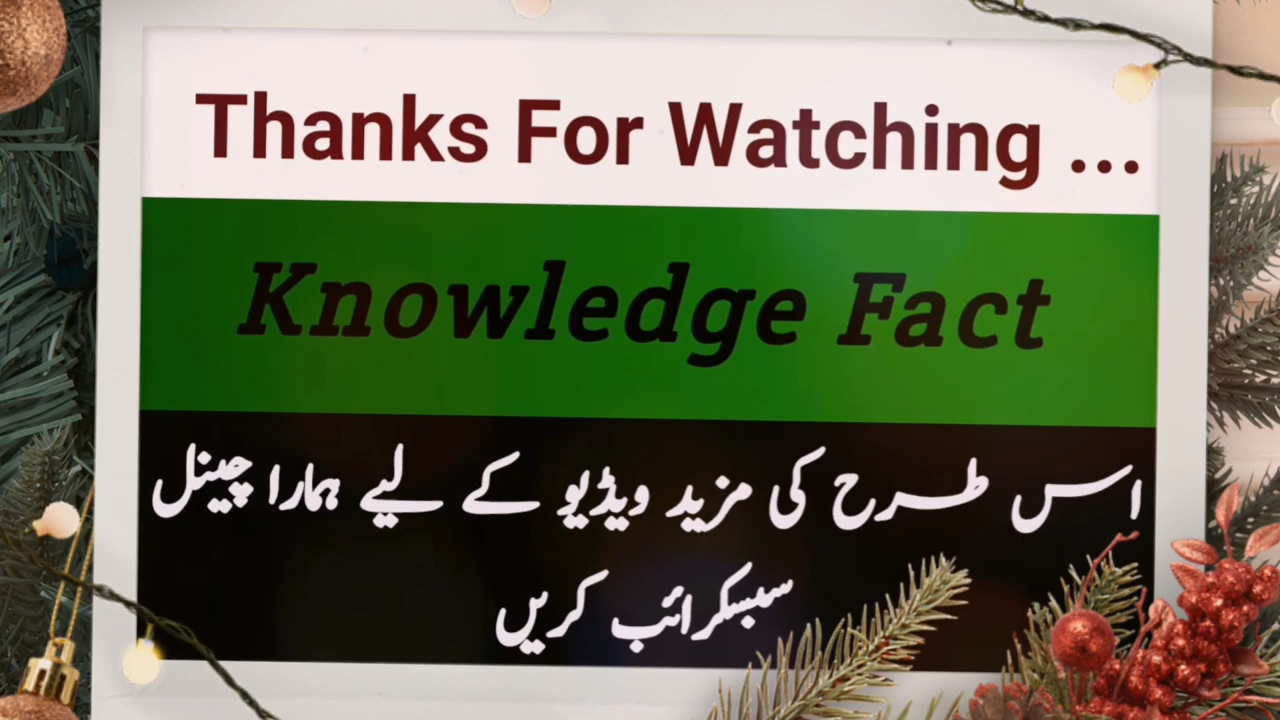 Thanks For Watching ...
Knowledge Fact
اس طرح کی مزید ویڈیو کے لیے ہمارا چینل
سبسکرائب کریں